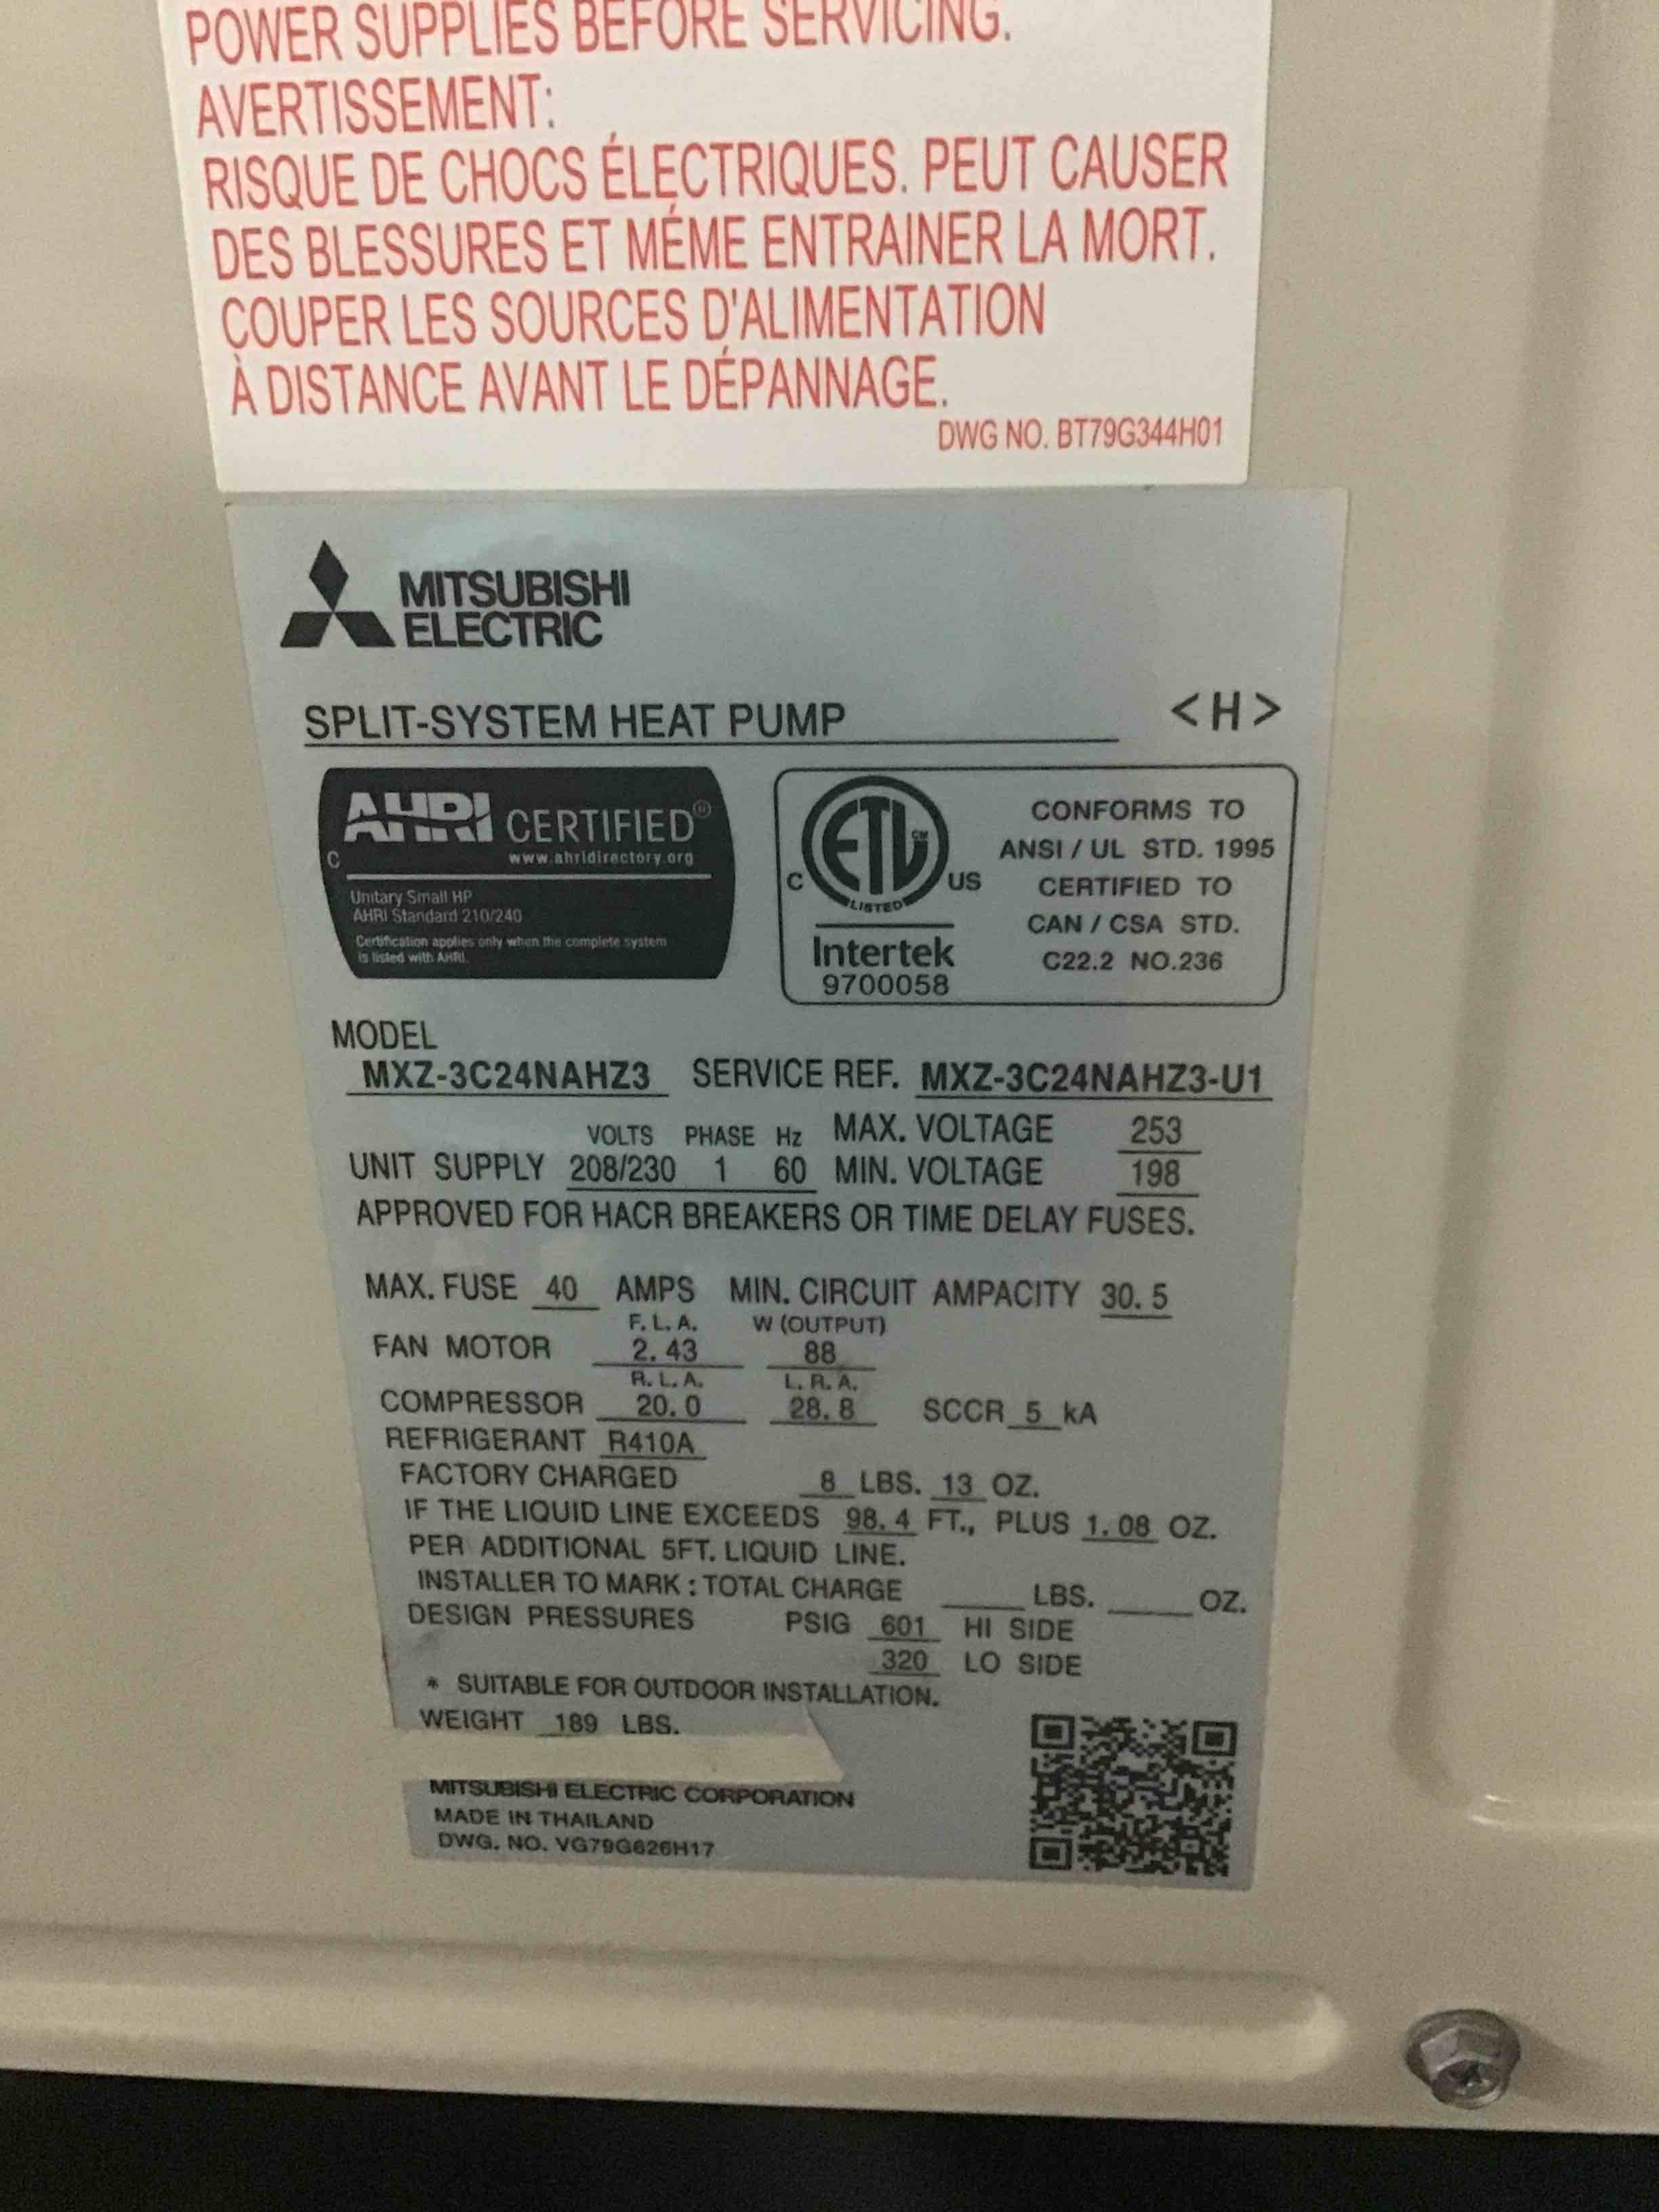 POWER SUPPLIES BEFORE SERVICING.
AVERTISSEMENT:
RISQUE DE CHOCS ÉLECTRIQUES. PEUT CAUSER
DES BLESSURES ET MÉME ENTRAINER LA MORT.
COUPER LES SOURCES D'ALIMENTATION
À DISTANCE AVANT LE DÉPANNAGE.
DWG NO. BT79G344H01
MITSUBISHI
ELECTRIC
SPLIT-SYSTEM HEAT PUMP <H>
AHRI CERTIFIED®
www.ahridirectory.org
C
Unitary Small HP
AHRI Standard 210/240
Certification applies only when the complete system
is listed with AHRI.
ETL CM
C LISTED US
Intertek
9700058
CONFORMS TO
ANSI / UL STD. 1995
CERTIFIED TO
CAN / CSA STD.
C22.2 NO.236
MODEL
MXZ-3C24NAHZ3 SERVICE REF. MXZ-3C24NAHZ3-U1
VOLTS PHASE Hz MAX. VOLTAGE 253
UNIT SUPPLY 208/230 1 60 MIN. VOLTAGE 198
APPROVED FOR HACR BREAKERS OR TIME DELAY FUSES.
MAX. FUSE 40 AMPS MIN. CIRCUIT AMPACITY 30.5
F.L.A. W (OUTPUT)
FAN MOTOR 2.43 88
R.L.A. L.R.A.
COMPRESSOR 20.0 28.8 SCCR 5 kA
REFRIGERANT R410A
FACTORY CHARGED 8 LBS. 13 OZ.
IF THE LIQUID LINE EXCEEDS 98.4 FT., PLUS 1.08 OZ.
PER ADDITIONAL 5FT. LIQUID LINE.
INSTALLER TO MARK : TOTAL CHARGE ____ LBS. ____ OZ.
DESIGN PRESSURES PSIG 601 HI SIDE
320 LO SIDE
* SUITABLE FOR OUTDOOR INSTALLATION.
WEIGHT 189 LBS.
MITSUBISHI ELECTRIC CORPORATION
MADE IN THAILAND
DWG. NO. VG79G626H17